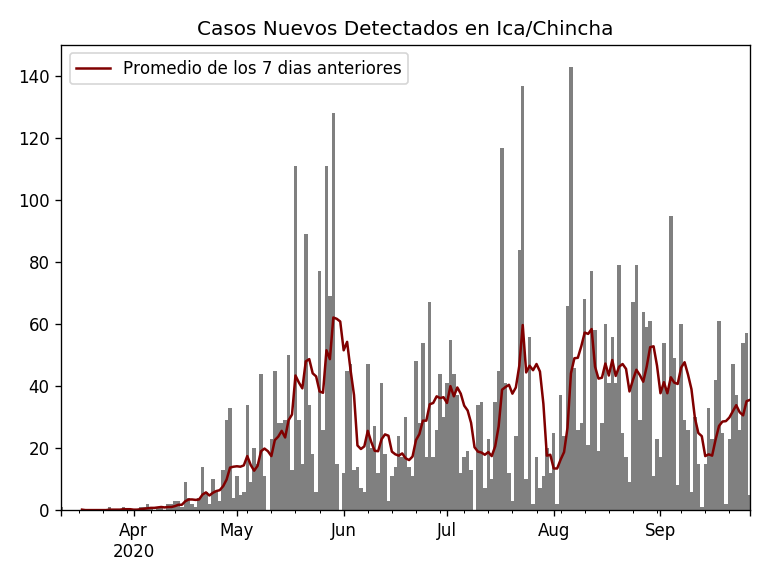 Casos Nuevos Detectados en Ica/Chincha
Promedio de los 7 dias anteriores
140
120
100
80
60
40
20
0
Apr
2020
May
Jun
Jul
Aug
Sep